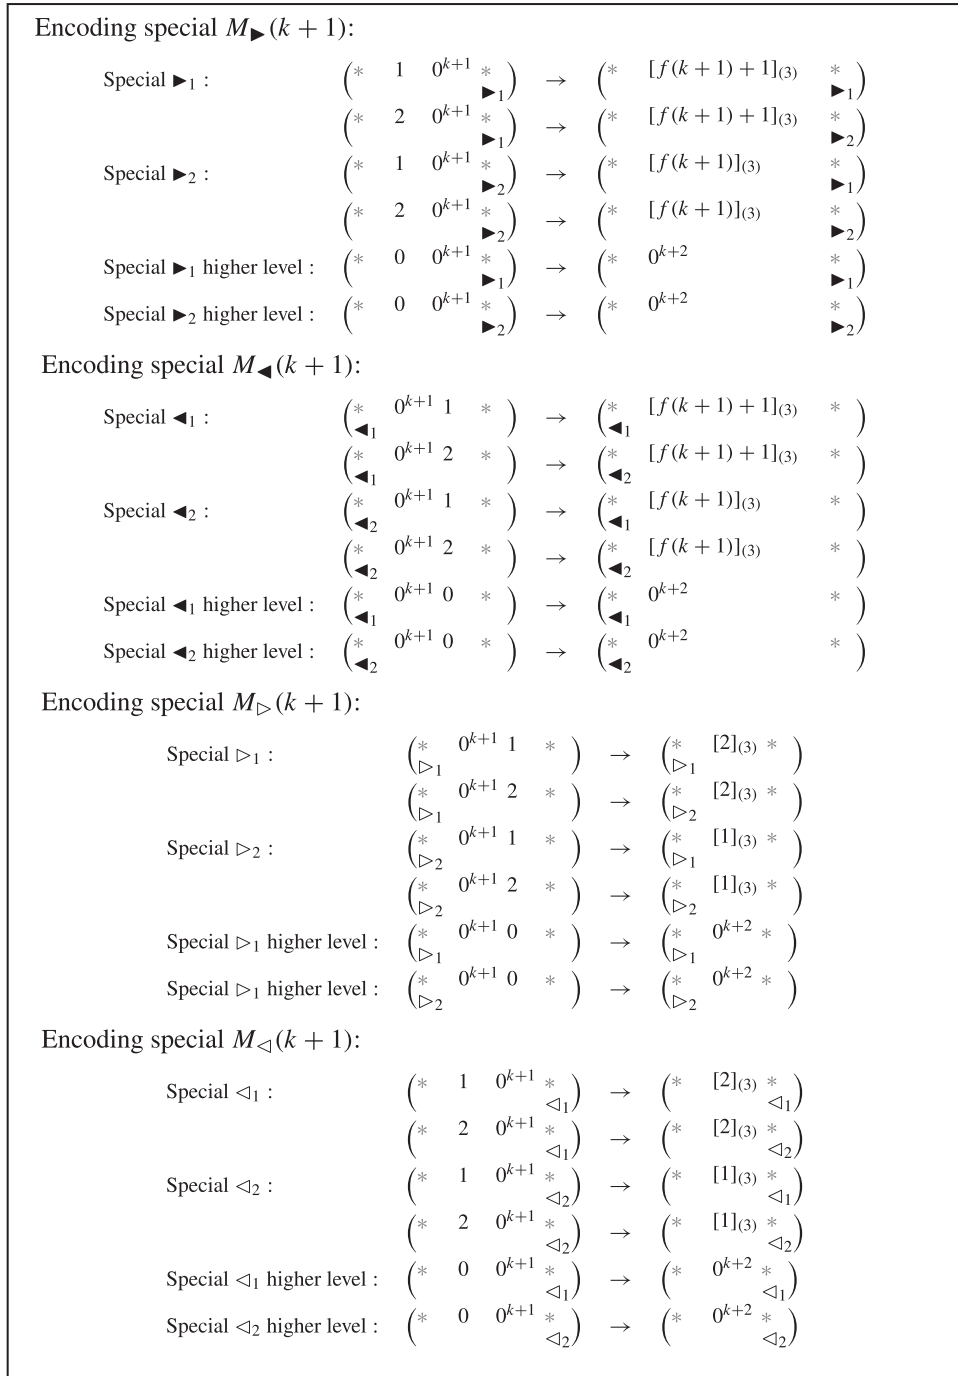 Encoding special M▶(k + 1):
Special ▶₁ : (* 1 0^{k+1} * ▶₁) → (* [f(k + 1) + 1]₍₃₎ * ▶₁)
(* 2 0^{k+1} * ▶₁) → (* [f(k + 1) + 1]₍₃₎ * ▶₂)
Special ▶₂ : (* 1 0^{k+1} * ▶₂) → (* [f(k + 1)]₍₃₎ * ▶₁)
(* 2 0^{k+1} * ▶₂) → (* [f(k + 1)]₍₃₎ * ▶₂)
Special ▶₁ higher level : (* 0 0^{k+1} * ▶₁) → (* 0^{k+2} * ▶₁)
Special ▶₂ higher level : (* 0 0^{k+1} * ▶₂) → (* 0^{k+2} * ▶₂)
Encoding special M◀(k + 1):
Special ◀₁ : (* ◀₁ 0^{k+1} 1 *) → (* ◀₁ [f(k + 1) + 1]₍₃₎ *)
(* ◀₁ 0^{k+1} 2 *) → (* ◀₂ [f(k + 1) + 1]₍₃₎ *)
Special ◀₂ : (* ◀₂ 0^{k+1} 1 *) → (* ◀₁ [f(k + 1)]₍₃₎ *)
(* ◀₂ 0^{k+1} 2 *) → (* ◀₂ [f(k + 1)]₍₃₎ *)
Special ◀₁ higher level : (* ◀₁ 0^{k+1} 0 *) → (* ◀₁ 0^{k+2} *)
Special ◀₂ higher level : (* ◀₂ 0^{k+1} 0 *) → (* ◀₂ 0^{k+2} *)
Encoding special M▷(k + 1):
Special ▷₁ : (* ▷₁ 0^{k+1} 1 *) → (* ▷₁ [2]₍₃₎ *)
(* ▷₁ 0^{k+1} 2 *) → (* ▷₂ [2]₍₃₎ *)
Special ▷₂ : (* ▷₂ 0^{k+1} 1 *) → (* ▷₁ [1]₍₃₎ *)
(* ▷₂ 0^{k+1} 2 *) → (* ▷₂ [1]₍₃₎ *)
Special ▷₁ higher level : (* ▷₁ 0^{k+1} 0 *) → (* ▷₁ 0^{k+2} *)
Special ▷₁ higher level : (* ▷₂ 0^{k+1} 0 *) → (* ▷₂ 0^{k+2} *)
Encoding special M◁(k + 1):
Special ◁₁ : (* 1 0^{k+1} * ◁₁) → (* [2]₍₃₎ * ◁₁)
(* 2 0^{k+1} * ◁₁) → (* [2]₍₃₎ * ◁₂)
Special ◁₂ : (* 1 0^{k+1} * ◁₂) → (* [1]₍₃₎ * ◁₁)
(* 2 0^{k+1} * ◁₂) → (* [1]₍₃₎ * ◁₂)
Special ◁₁ higher level : (* 0 0^{k+1} * ◁₁) → (* 0^{k+2} * ◁₁)
Special ◁₂ higher level : (* 0 0^{k+1} * ◁₂) → (* 0^{k+2} * ◁₂)